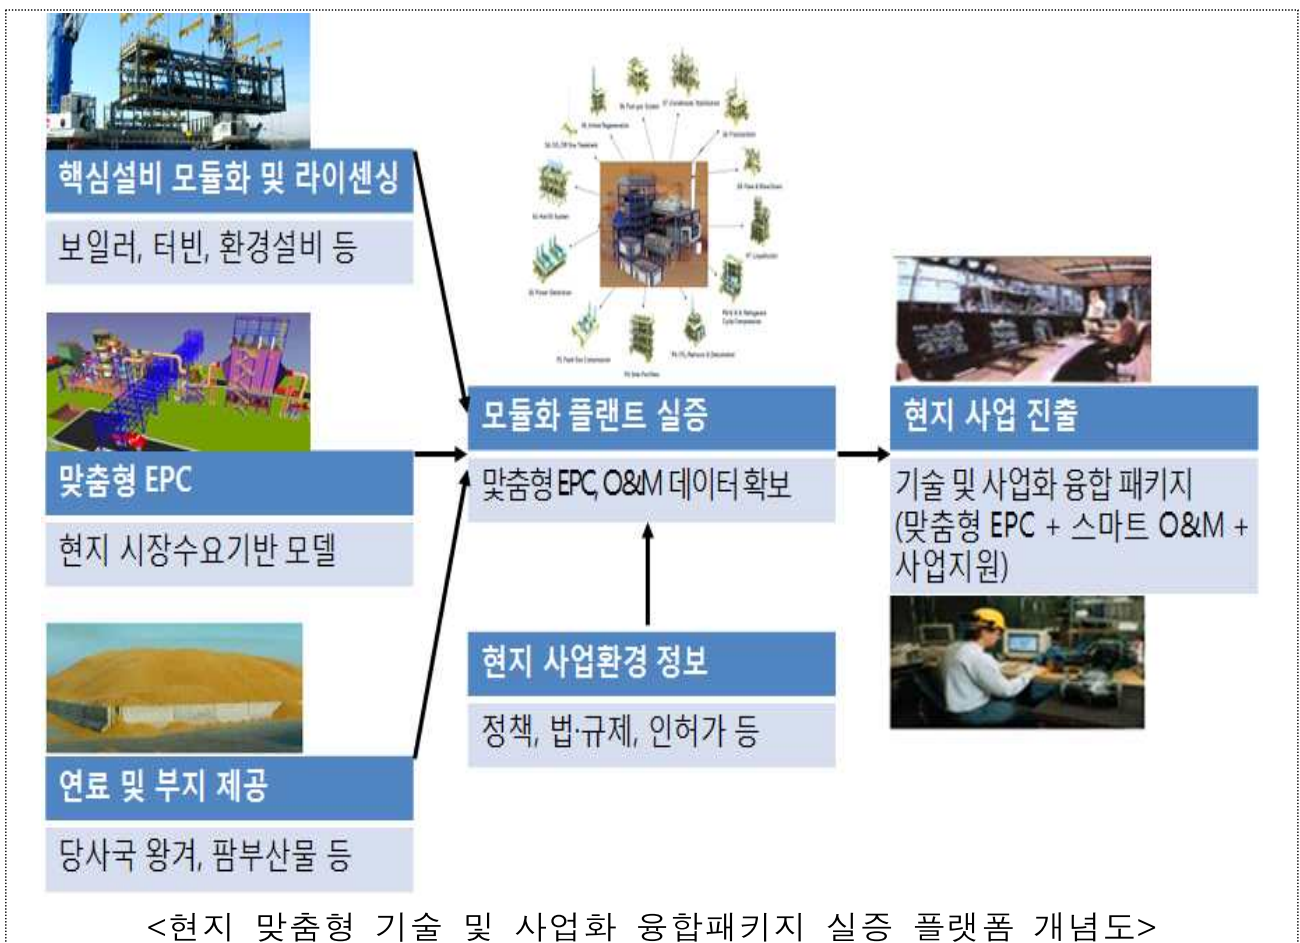 핵심설비 모듈화 및 라이센싱
보일러, 터빈, 환경설비 등
맞춤형 EPC
현지 시장수요기반 모델
연료 및 부지 제공
당사국 왕겨, 팜부산물 등
모듈화 플랜트 실증
맞춤형 EPC, O&M 데이터 확보
현지 사업환경 정보
정책, 법·규제, 인허가 등
현지 사업 진출
기술 및 사업화 융합 패키지
(맞춤형 EPC + 스마트 O&M +
사업지원)
<현지 맞춤형 기술 및 사업화 융합패키지 실증 플랫폼 개념도>